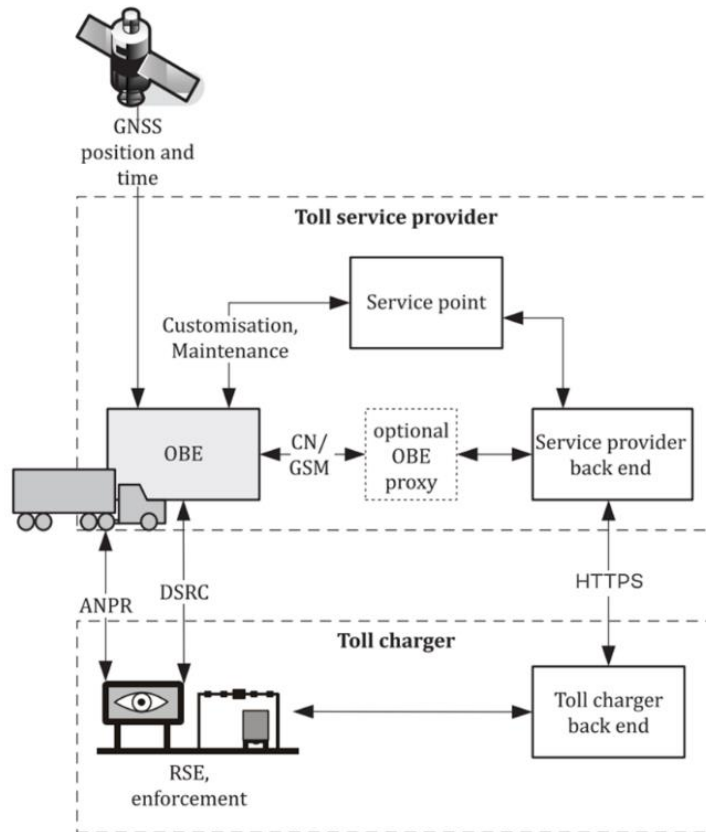 GNSS
position and
time
Toll service provider
Service point
Customisation,
Maintenance
OBE
CN/
GSM
optional
OBE
proxy
Service provider
back end
ANPR
DSRC
HTTPS
Toll charger
Toll charger
back end
RSE,
enforcement